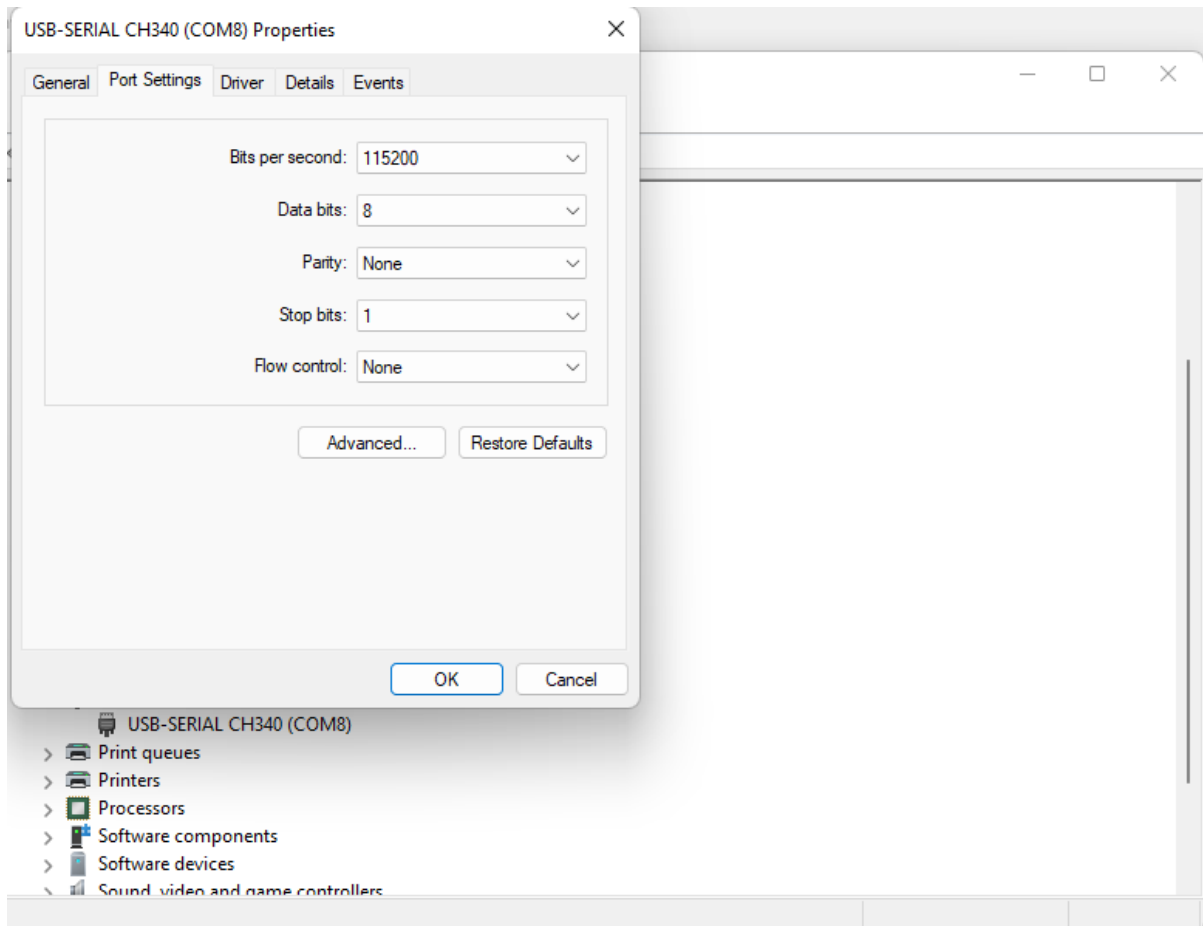 USB-SERIAL CH340 (COM8) Properties
General Port Settings Driver Details Events
Bits per second: 115200
Data bits: 8
Parity: None
Stop bits: 1
Flow control: None
Advanced... Restore Defaults
OK Cancel
USB-SERIAL CH340 (COM8)
Print queues
Printers
Processors
Software components
Software devices
Sound, video and game controllers